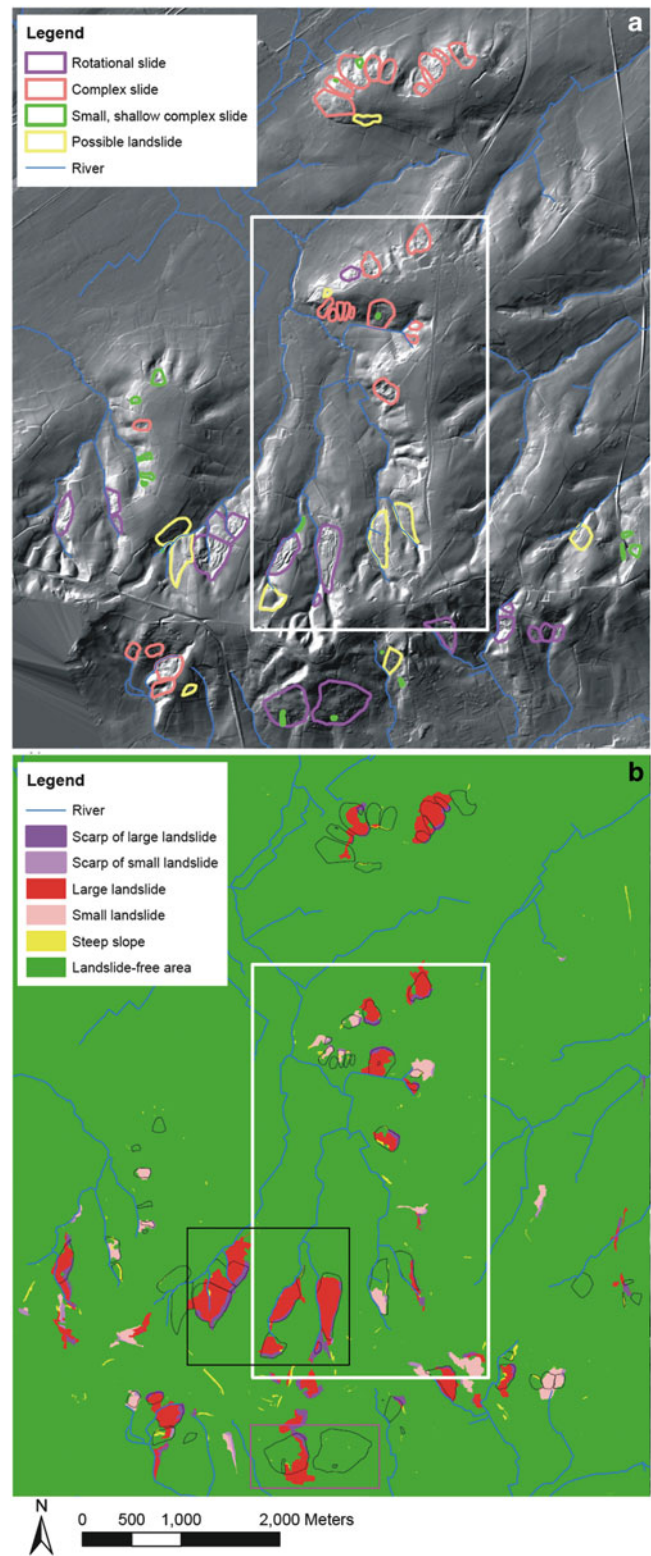 a
Legend
Rotational slide
Complex slide
Small, shallow complex slide
Possible landslide
River
b
Legend
River
Scarp of large landslide
Scarp of small landslide
Large landslide
Small landslide
Steep slope
Landslide-free area
N
0 500 1,000 2,000 Meters